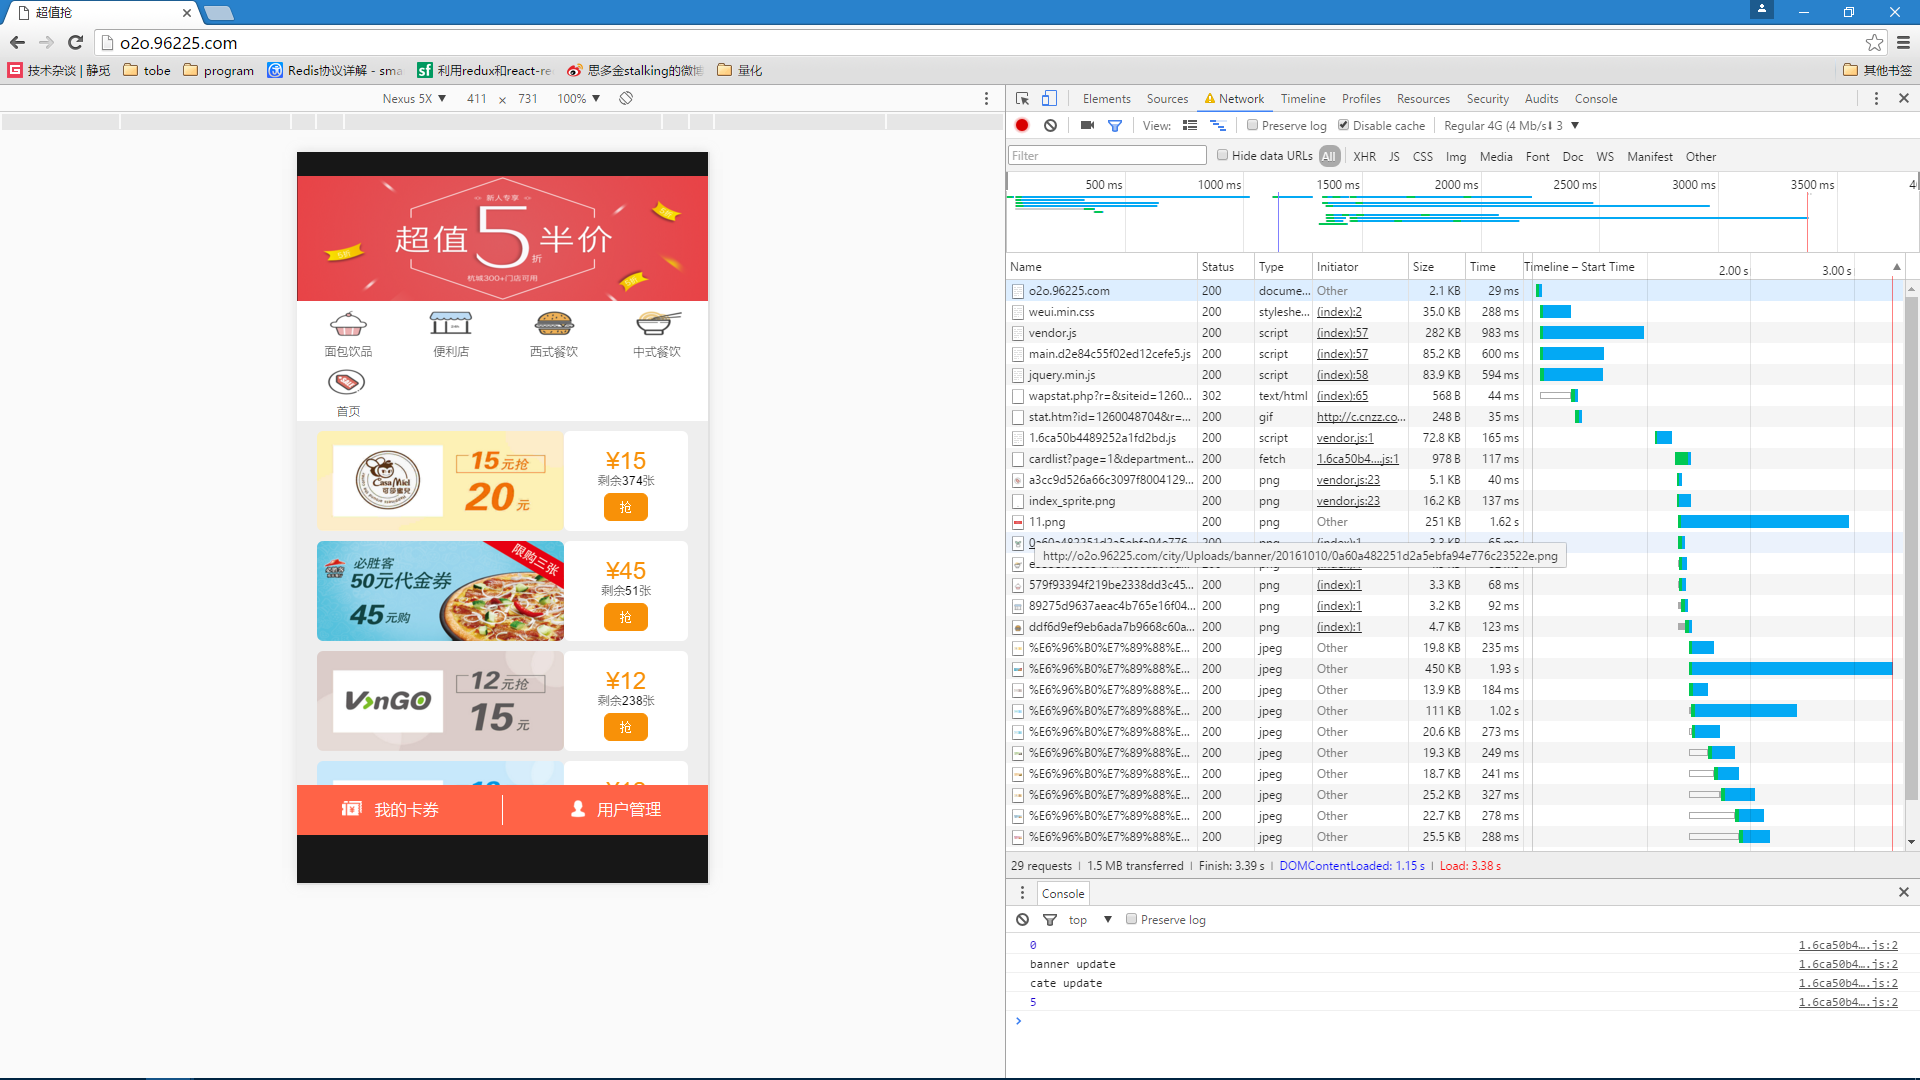 超值抢
o2o.96225.com
技术杂谈 | 静觅 tobe program Redis协议详解 - sma 利用redux和react-re 思多金stalking的微博 量化 其他书签
Nexus 5X ▼ 411 × 731 100% ▼
Elements Sources Network Timeline Profiles Resources Security Audits Console
View: Preserve log Disable cache Regular 4G (4 Mb/s 3 ▼
Filter Hide data URLs All XHR JS CSS Img Media Font Doc WS Manifest Other
500 ms 1000 ms 1500 ms 2000 ms 2500 ms 3000 ms 3500 ms 4
新人专享
超值5折半价
杭城300+门店可用
面包饮品 便利店 西式餐饮 中式餐饮
首页
Casa Miel
可莎蜜兒
15元抢
20元
¥15
剩余374张
抢
必胜客
50元代金券
45元购
限购三张
¥45
剩余51张
抢
VnGO
12元抢
15元
¥12
剩余238张
抢
我的卡券 用户管理
Name Status Type Initiator Size Time Timeline – Start Time 2.00 s 3.00 s
o2o.96225.com 200 docume... Other 2.1 KB 29 ms
weui.min.css 200 styleshe... (index):2 35.0 KB 288 ms
vendor.js 200 script (index):57 282 KB 983 ms
main.d2e84c55f02ed12cefe5.js 200 script (index):57 85.2 KB 600 ms
jquery.min.js 200 script (index):58 83.9 KB 594 ms
wapstat.php?r=&siteid=1260... 302 text/html (index):65 568 B 44 ms
stat.htm?id=1260048704&r=... 200 gif http://c.cnzz.co... 248 B 35 ms
1.6ca50b4489252a1fd2bd.js 200 script vendor.js:1 72.8 KB 165 ms
cardlist?page=1&department... 200 fetch 1.6ca50b4....js:1 978 B 117 ms
a3cc9d526a66c3097f8004129... 200 png vendor.js:23 5.1 KB 40 ms
index_sprite.png 200 png vendor.js:23 16.2 KB 137 ms
11.png 200 png Other 251 KB 1.62 s
0a60a482251d2a5ebfa94e776... 200 png (index):1 3.3 KB 65 ms
http://o2o.96225.com/city/Uploads/banner/20161010/0a60a482251d2a5ebfa94e776c23522e.png
579f93394f219be2338dd3c45... 200 png (index):1 3.3 KB 68 ms
89275d9637aeac4b765e16f04... 200 png (index):1 3.2 KB 92 ms
ddf6d9ef9eb6ada7b9668c60a... 200 png (index):1 4.7 KB 123 ms
%E6%96%B0%E7%89%88%E... 200 jpeg Other 19.8 KB 235 ms
%E6%96%B0%E7%89%88%E... 200 jpeg Other 450 KB 1.93 s
%E6%96%B0%E7%89%88%E... 200 jpeg Other 13.9 KB 184 ms
%E6%96%B0%E7%89%88%E... 200 jpeg Other 111 KB 1.02 s
%E6%96%B0%E7%89%88%E... 200 jpeg Other 20.6 KB 273 ms
%E6%96%B0%E7%89%88%E... 200 jpeg Other 19.3 KB 249 ms
%E6%96%B0%E7%89%88%E... 200 jpeg Other 18.7 KB 241 ms
%E6%96%B0%E7%89%88%E... 200 jpeg Other 25.2 KB 327 ms
%E6%96%B0%E7%89%88%E... 200 jpeg Other 22.7 KB 278 ms
%E6%96%B0%E7%89%88%E... 200 jpeg Other 25.5 KB 288 ms
29 requests | 1.5 MB transferred | Finish: 3.39 s | DOMContentLoaded: 1.15 s | Load: 3.38 s
Console
top ▼ Preserve log
0 1.6ca50b4….js:2
banner update 1.6ca50b4….js:2
cate update 1.6ca50b4….js:2
5 1.6ca50b4….js:2